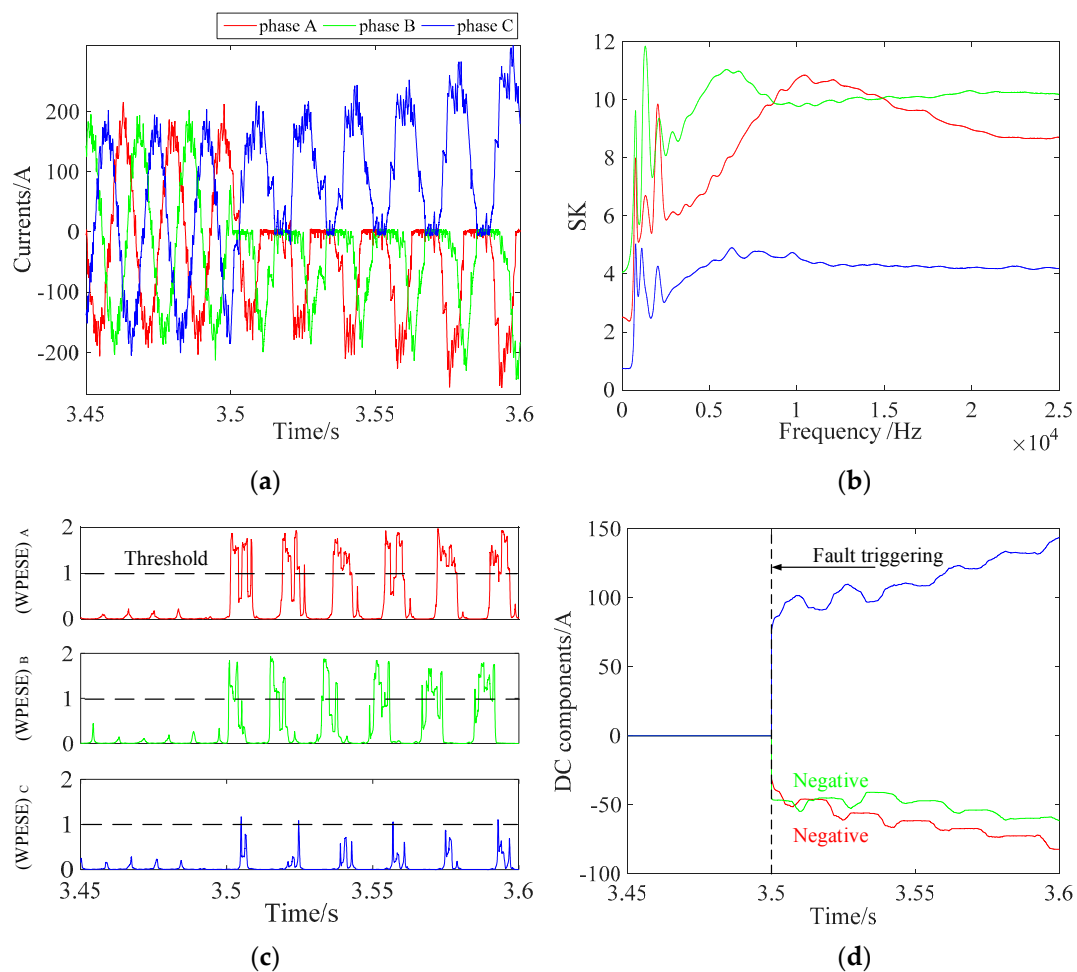 phase A phase B phase C
Currents/A
200
100
0
-100
-200
3.45 3.5 3.55 3.6
Time/s
(a)
SK
12
10
8
6
4
2
0
0 0.5 1 1.5 2 2.5
Frequency /Hz
×10⁴
(b)
(WPESE) A
2
1
0
Threshold
(WPESE) B
2
1
0
(WPESE) C
2
1
0
3.45 3.5 3.55 3.6
Time/s
(c)
DC components/A
150
100
50
0
-50
-100
Fault triggering
Negative
Negative
3.45 3.5 3.55 3.6
Time/s
(d)